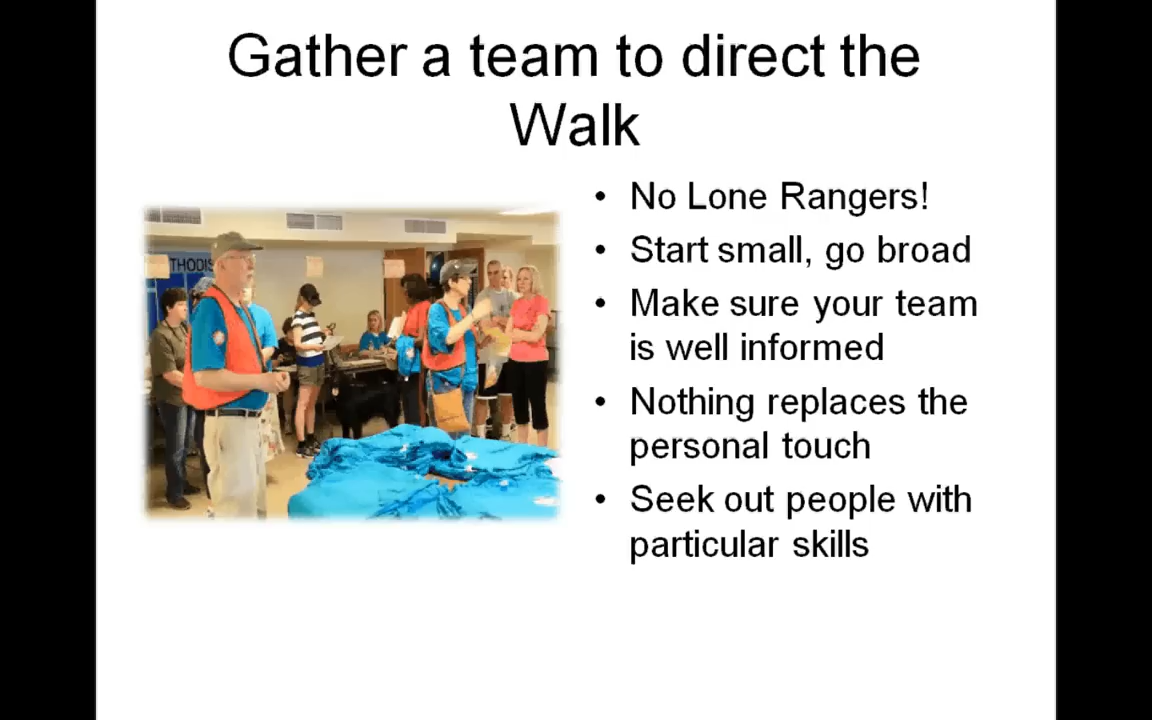 Gather a team to direct the
Walk
• No Lone Rangers!
• Start small, go broad
• Make sure your team
is well informed
• Nothing replaces the
personal touch
• Seek out people with
particular skills
THODIS